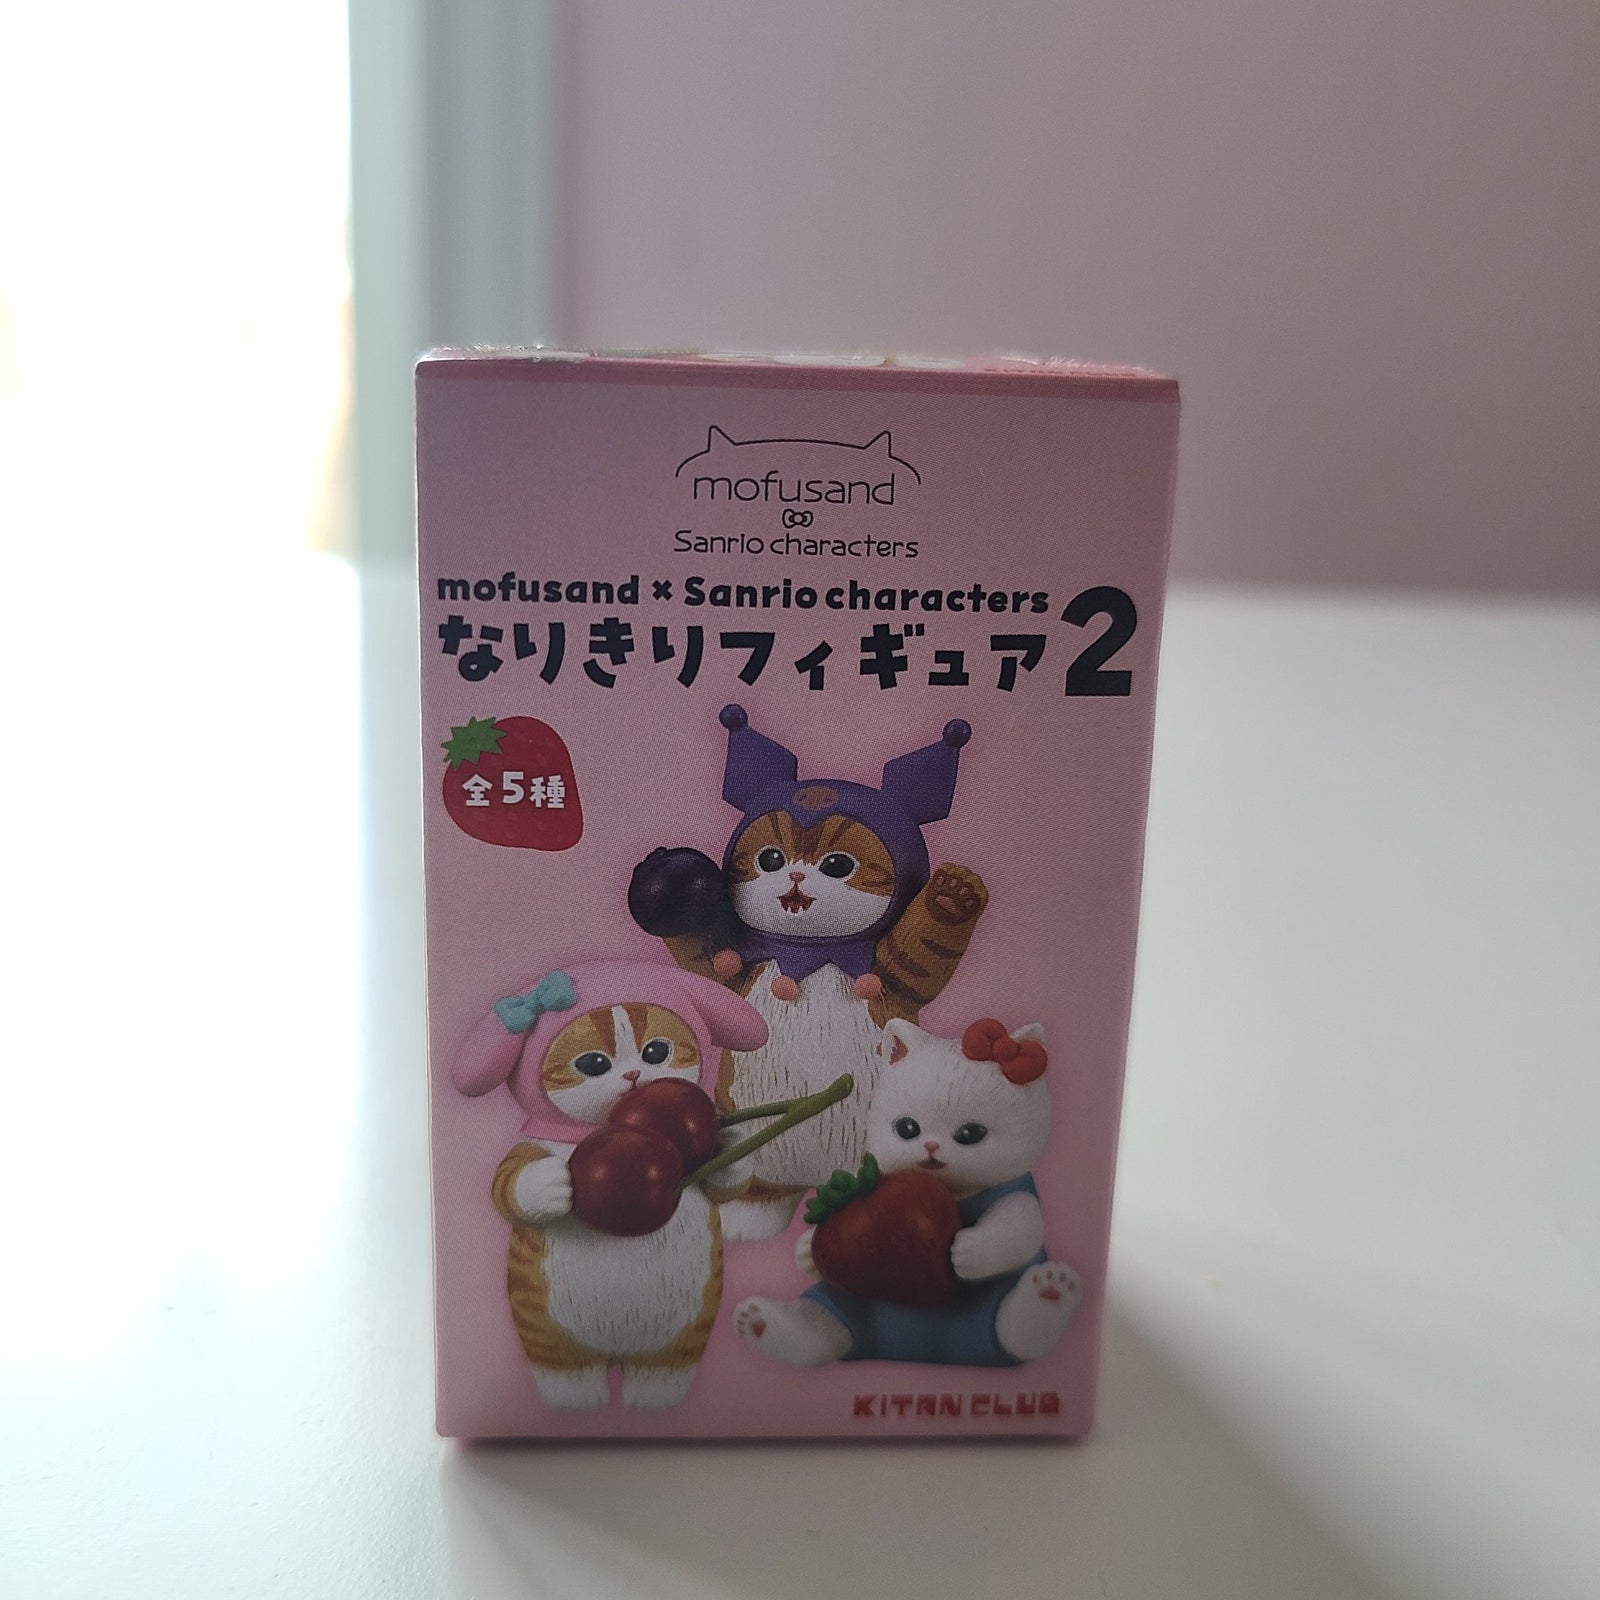 mofusand
Sanrio characters
mofusand × Sanrio characters
なりきりフィギュア2
全5種
KITAN CLUB